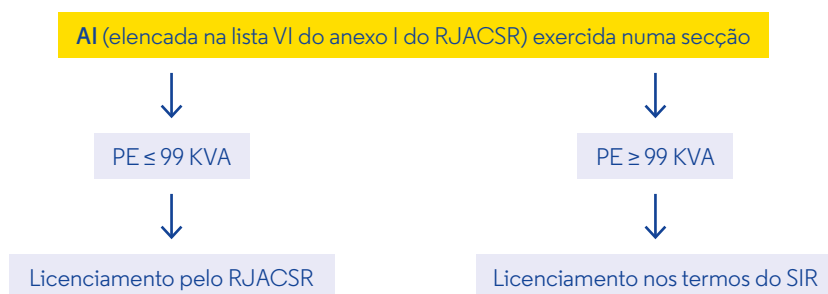 AI (elencada na lista VI do anexo I do RJACSR) exercida numa secção
PE ≤ 99 KVA
PE ≥ 99 KVA
Licenciamento pelo RJACSR
Licenciamento nos termos do SIR